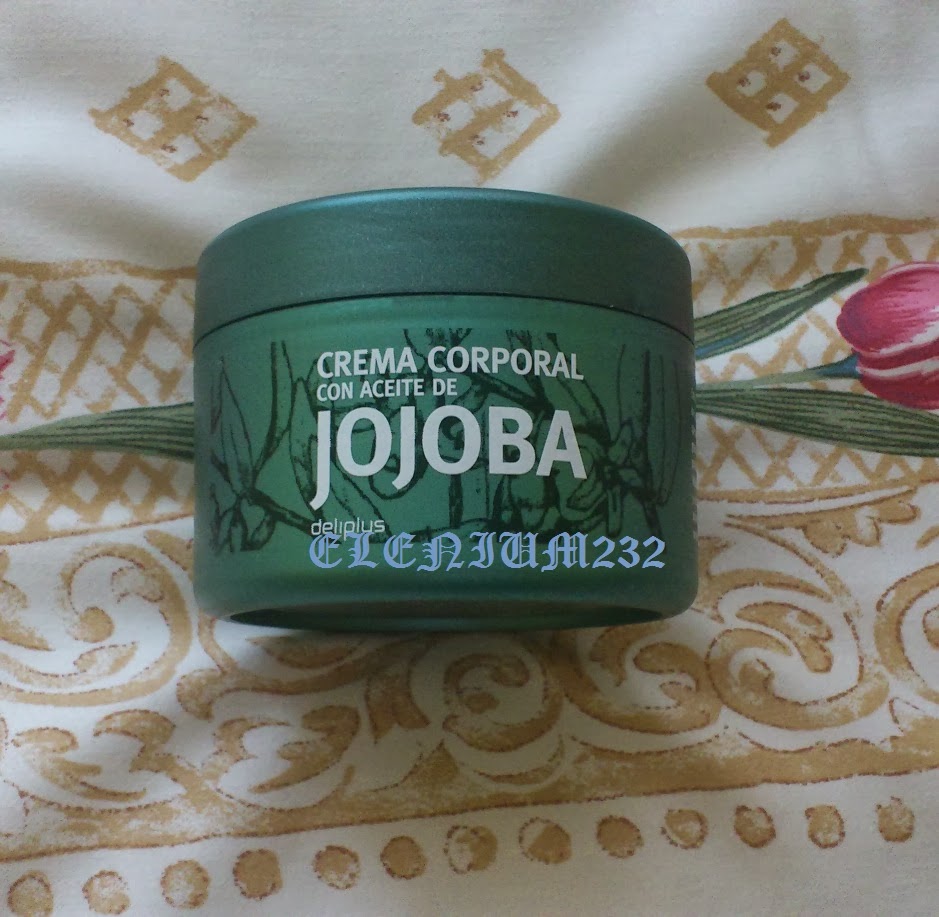 CREMA CORPORAL
CON ACEITE DE
JOJOBA
deliplus
ELENIUM232